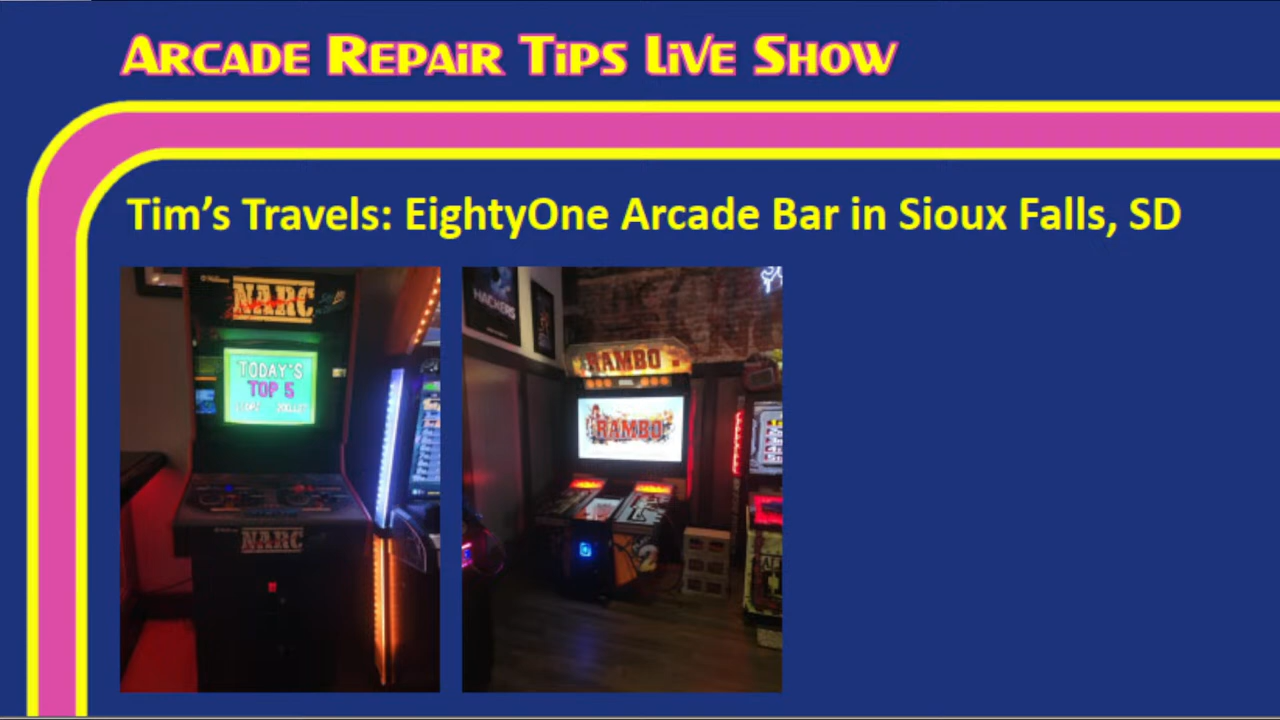 ARCADE REPAIR TIPS LIVE SHOW
Tim's Travels: EightyOne Arcade Bar in Sioux Falls, SD
NARC
TODAY'S
TOP 5
NARC
HACKERS
RAMBO
RAMBO